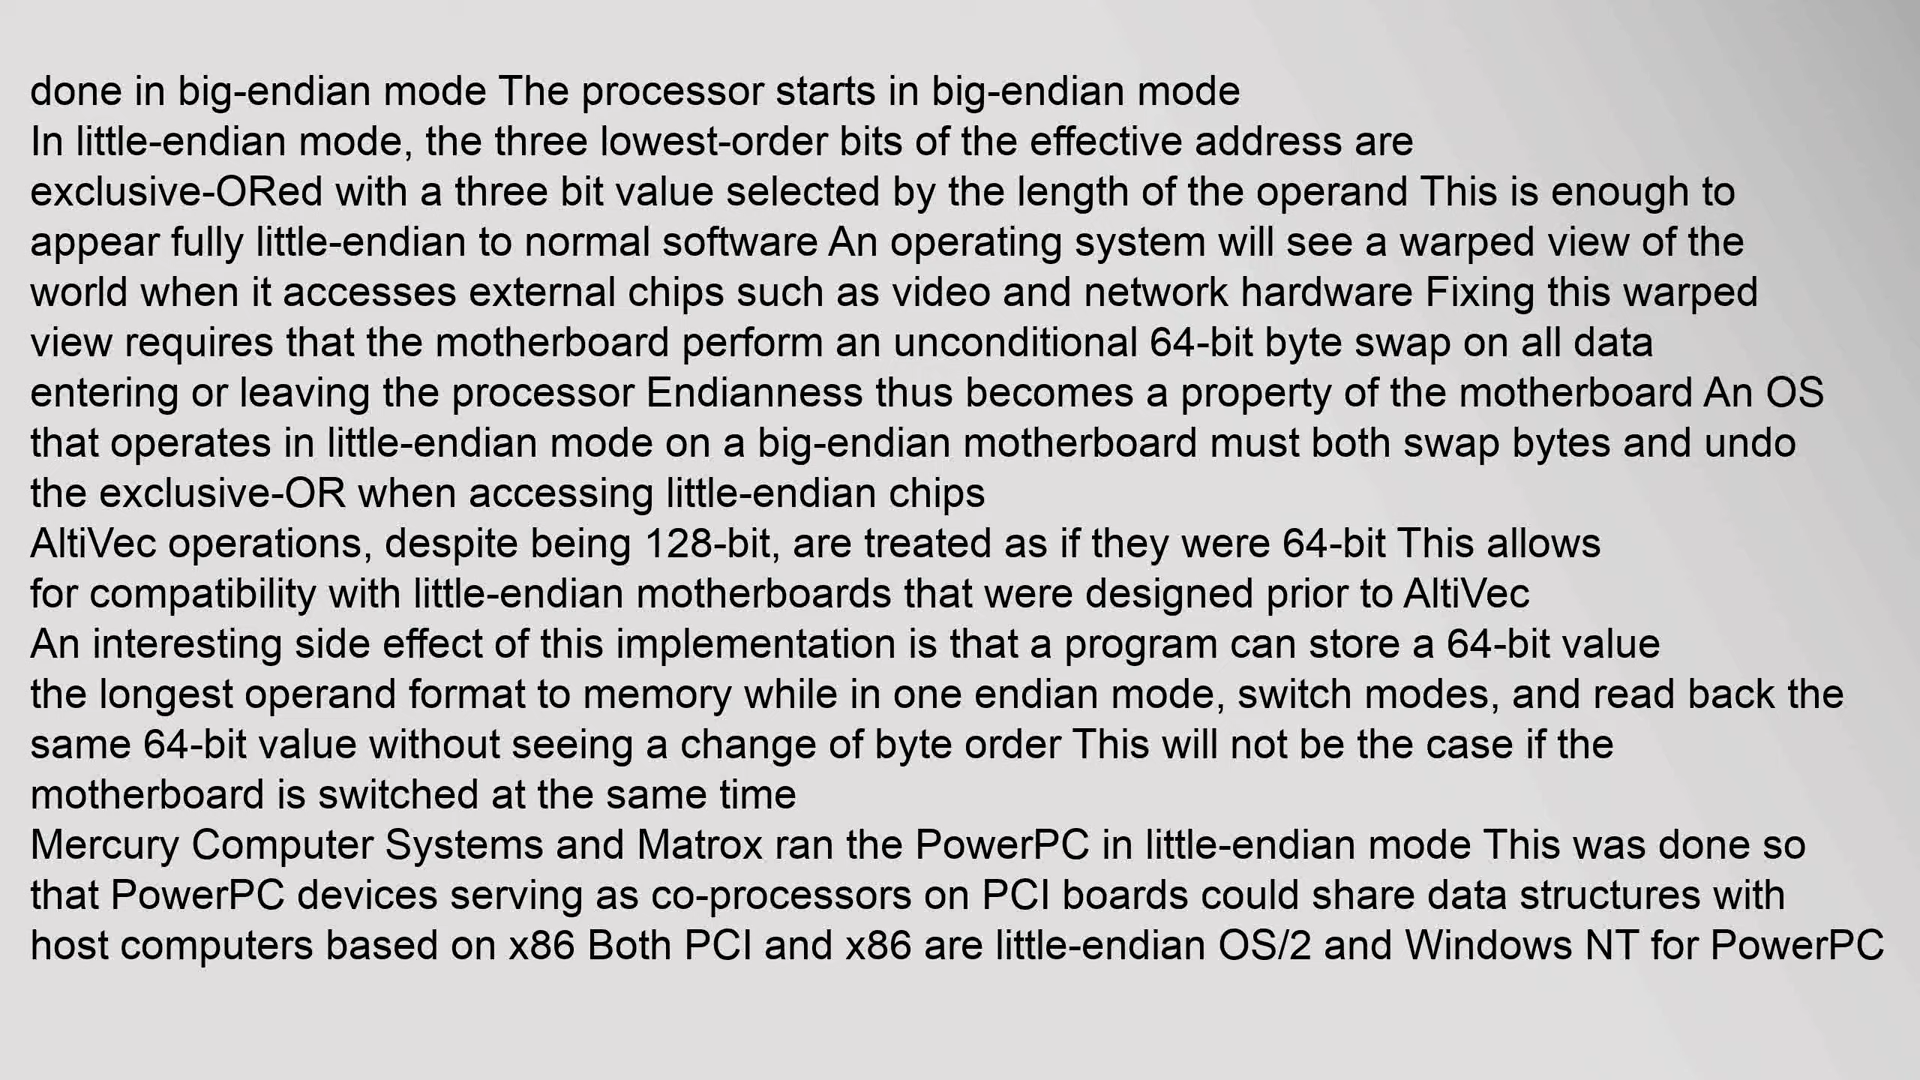 done in big-endian mode The processor starts in big-endian mode
In little-endian mode, the three lowest-order bits of the effective address are
exclusive-ORed with a three bit value selected by the length of the operand This is enough to
appear fully little-endian to normal software An operating system will see a warped view of the
world when it accesses external chips such as video and network hardware Fixing this warped
view requires that the motherboard perform an unconditional 64-bit byte swap on all data
entering or leaving the processor Endianness thus becomes a property of the motherboard An OS
that operates in little-endian mode on a big-endian motherboard must both swap bytes and undo
the exclusive-OR when accessing little-endian chips
AltiVec operations, despite being 128-bit, are treated as if they were 64-bit This allows
for compatibility with little-endian motherboards that were designed prior to AltiVec
An interesting side effect of this implementation is that a program can store a 64-bit value
the longest operand format to memory while in one endian mode, switch modes, and read back the
same 64-bit value without seeing a change of byte order This will not be the case if the
motherboard is switched at the same time
Mercury Computer Systems and Matrox ran the PowerPC in little-endian mode This was done so
that PowerPC devices serving as co-processors on PCI boards could share data structures with
host computers based on x86 Both PCI and x86 are little-endian OS/2 and Windows NT for PowerPC